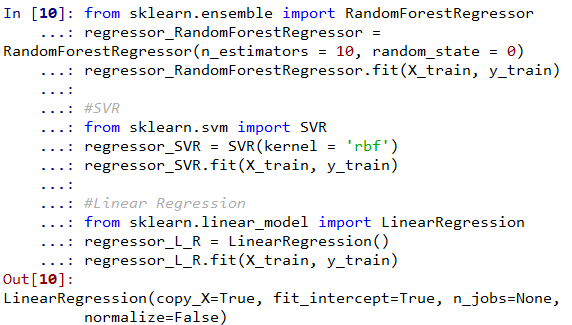 In [10]: from sklearn.ensemble import RandomForestRegressor
    ...: regressor_RandomForestRegressor =
RandomForestRegressor(n_estimators = 10, random_state = 0)
    ...: regressor_RandomForestRegressor.fit(X_train, y_train)
    ...:
    ...: #SVR
    ...: from sklearn.svm import SVR
    ...: regressor_SVR = SVR(kernel = 'rbf')
    ...: regressor_SVR.fit(X_train, y_train)
    ...:
    ...: #Linear Regression
    ...: from sklearn.linear_model import LinearRegression
    ...: regressor_L_R = LinearRegression()
    ...: regressor_L_R.fit(X_train, y_train)
Out[10]:
LinearRegression(copy_X=True, fit_intercept=True, n_jobs=None,
         normalize=False)